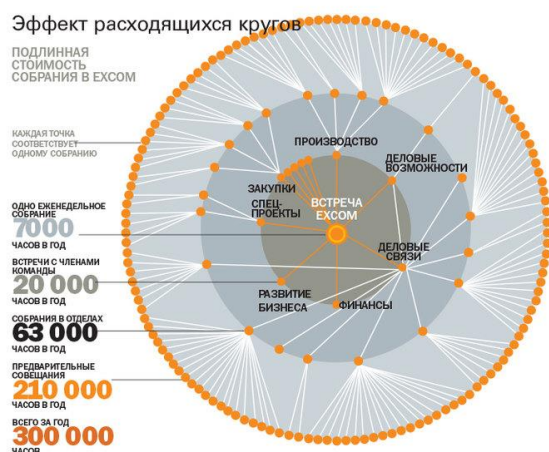 Эффект расходящихся кругов
ПОДЛИННАЯ
СТОИМОСТЬ
СОБРАНИЯ В EXCOM
КАЖДАЯ ТОЧКА
СООТВЕТСТВУЕТ
ОДНОМУ СОБРАНИЮ
ПРОИЗВОДСТВО
ДЕЛОВЫЕ
ВОЗМОЖНОСТИ
ЗАКУПКИ
ВСТРЕЧА
EXCOM
СПЕЦ-
ПРОЕКТЫ
ДЕЛОВЫЕ
СВЯЗИ
РАЗВИТИЕ
БИЗНЕСА
ФИНАНСЫ
ОДНО ЕЖЕНЕДЕЛЬНОЕ
СОБРАНИЕ
7000
ЧАСОВ В ГОД
ВСТРЕЧИ С ЧЛЕНАМИ
КОМАНДЫ
20 000
ЧАСОВ В ГОД
СОБРАНИЯ В ОТДЕЛАХ
63 000
ЧАСОВ В ГОД
ПРЕДВАРИТЕЛЬНЫЕ
СОВЕЩАНИЯ
210 000
ЧАСОВ В ГОД
ВСЕГО ЗА ГОД
300 000
ЧАСОВ